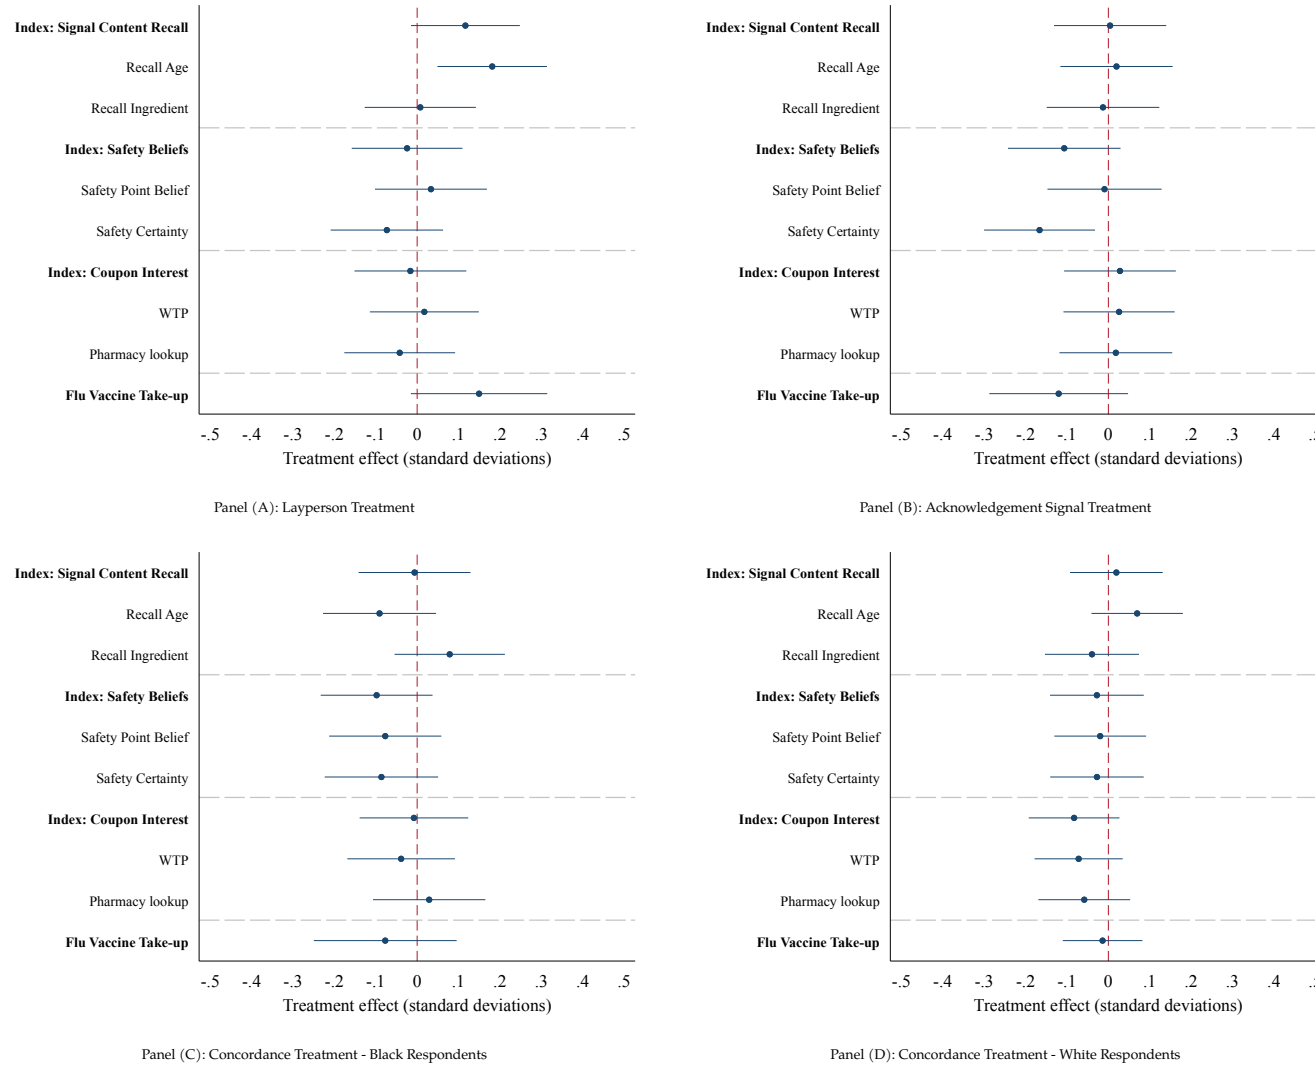 Index: Signal Content Recall
Recall Age
Recall Ingredient
Index: Safety Beliefs
Safety Point Belief
Safety Certainty
Index: Coupon Interest
WTP
Pharmacy lookup
Flu Vaccine Take-up
-.5 -.4 -.3 -.2 -.1 0 .1 .2 .3 .4 .5
Treatment effect (standard deviations)
Panel (A): Layperson Treatment
Index: Signal Content Recall
Recall Age
Recall Ingredient
Index: Safety Beliefs
Safety Point Belief
Safety Certainty
Index: Coupon Interest
WTP
Pharmacy lookup
Flu Vaccine Take-up
-.5 -.4 -.3 -.2 -.1 0 .1 .2 .3 .4
Treatment effect (standard deviations)
Panel (B): Acknowledgement Signal Treatment
Index: Signal Content Recall
Recall Age
Recall Ingredient
Index: Safety Beliefs
Safety Point Belief
Safety Certainty
Index: Coupon Interest
WTP
Pharmacy lookup
Flu Vaccine Take-up
-.5 -.4 -.3 -.2 -.1 0 .1 .2 .3 .4 .5
Treatment effect (standard deviations)
Panel (C): Concordance Treatment - Black Respondents
Index: Signal Content Recall
Recall Age
Recall Ingredient
Index: Safety Beliefs
Safety Point Belief
Safety Certainty
Index: Coupon Interest
WTP
Pharmacy lookup
Flu Vaccine Take-up
-.5 -.4 -.3 -.2 -.1 0 .1 .2 .3 .4
Treatment effect (standard deviations)
Panel (D): Concordance Treatment - White Respondents